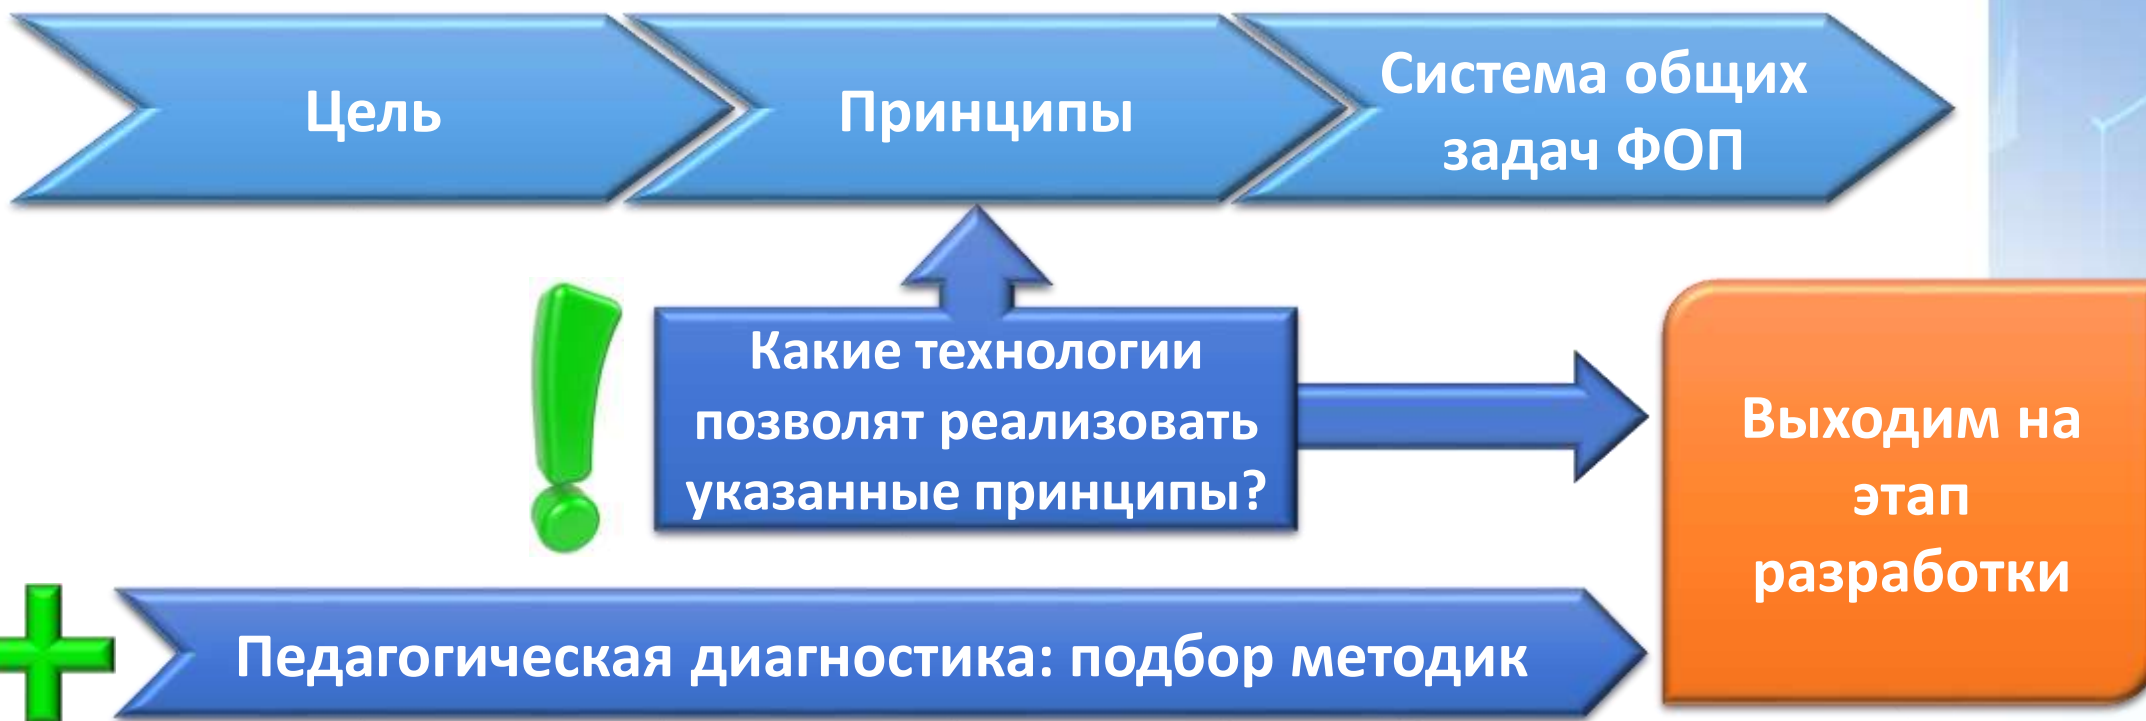 Цель
Принципы
Система общих
задач ФОП
Какие технологии
позволят реализовать
указанные принципы?
Выходим на
этап
разработки
Педагогическая диагностика: подбор методик